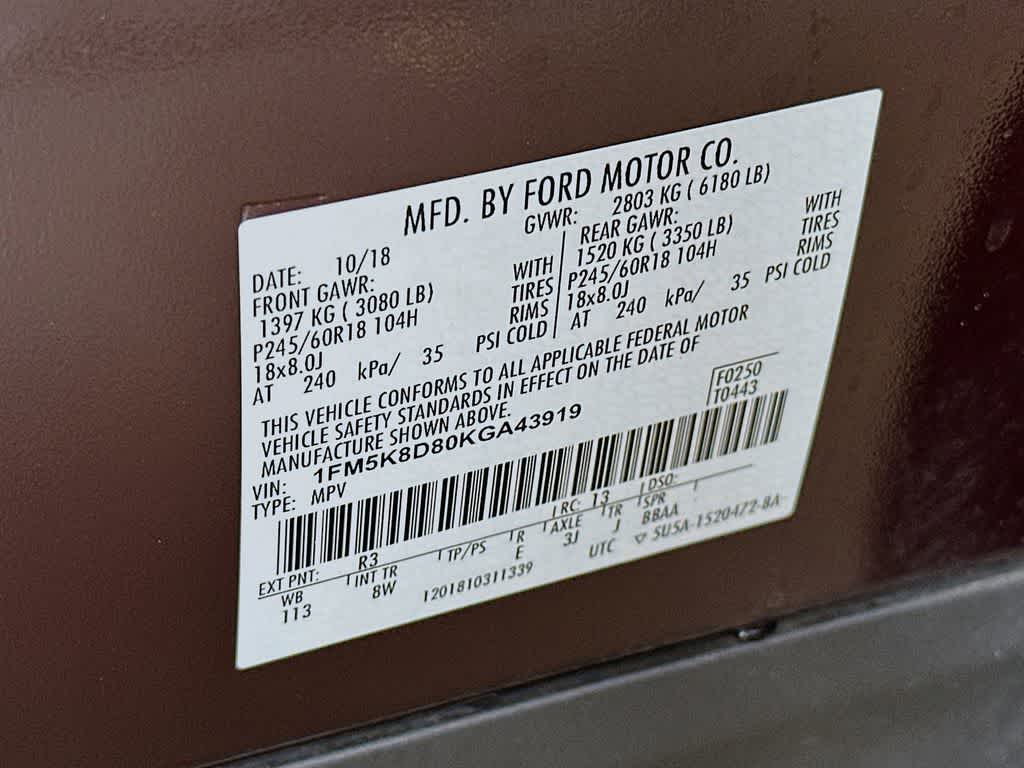 MFD. BY FORD MOTOR CO.
DATE: 10/18 GVWR: 2803 KG ( 6180 LB)
FRONT GAWR: WITH REAR GAWR: WITH
1397 KG ( 3080 LB) TIRES 1520 KG ( 3350 LB) TIRES
P245/60R18 104H RIMS P245/60R18 104H RIMS
18x8.0J 18x8.0J
AT 240 kPa/ 35 PSI COLD AT 240 kPa/ 35 PSI COLD
THIS VEHICLE CONFORMS TO ALL APPLICABLE FEDERAL MOTOR
VEHICLE SAFETY STANDARDS IN EFFECT ON THE DATE OF
MANUFACTURE SHOWN ABOVE.
F0250
T0443
VIN: 1FM5K8D80KGA43919
TYPE: MPV
EXT PNT: R3 RC: 13 DSO:
WB INT TR TP/PS R AXLE TR SPR
113 8W E 3J J BBAA
1201810311339 UTC ▽ 5U5A-1520472-BA